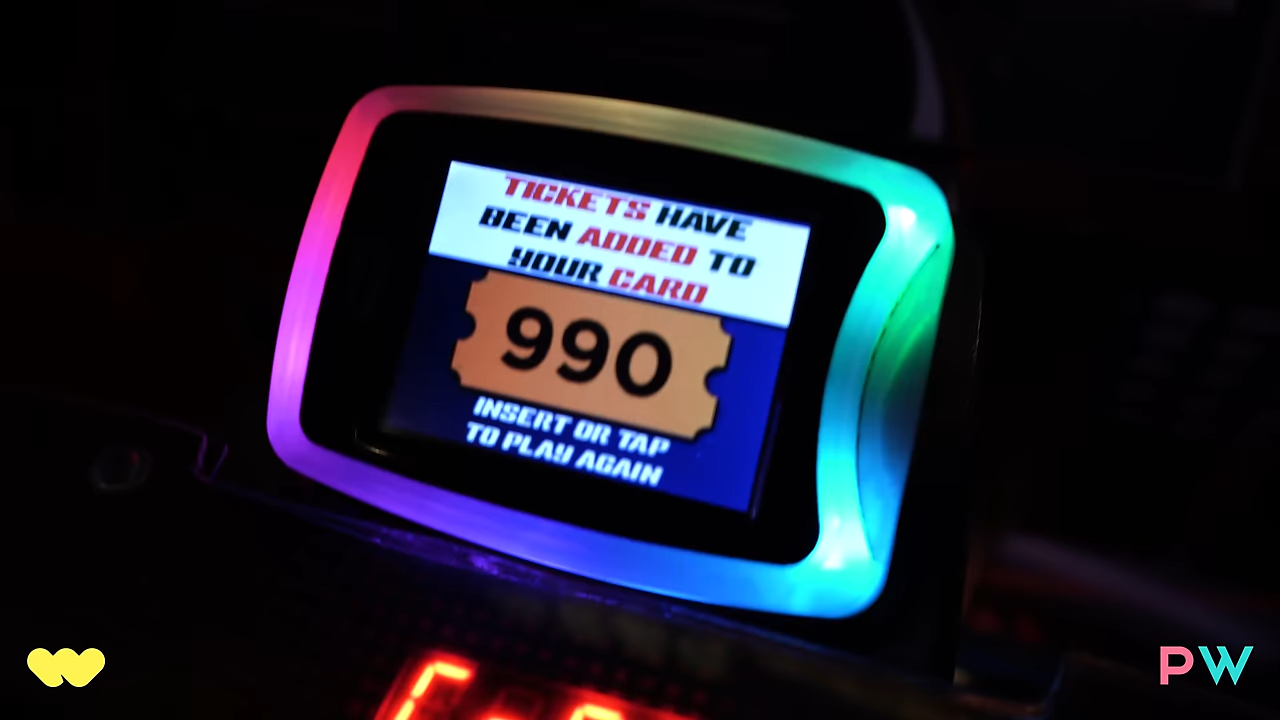 TICKETS HAVE
BEEN ADDED TO
YOUR CARD
990
INSERT OR TAP
TO PLAY AGAIN
PW